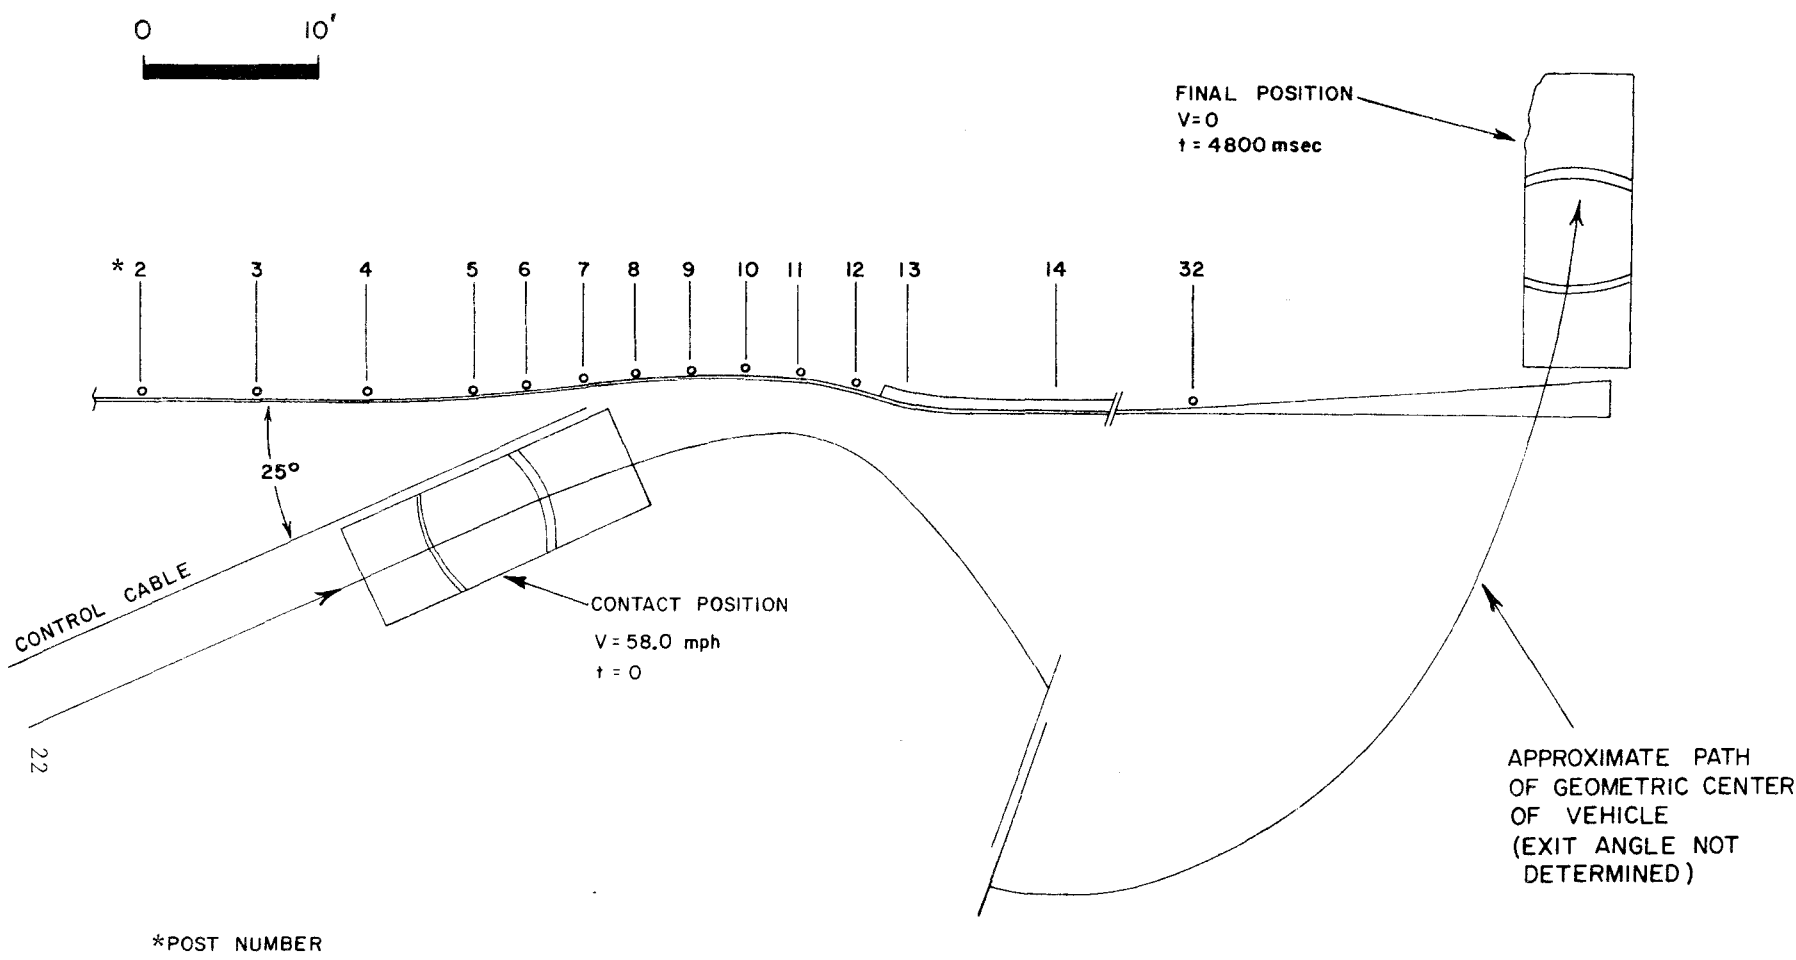 0 10'
FINAL POSITION
V=0
t = 4800 msec
* 2 3 4 5 6 7 8 9 10 11 12 13 14 32
25°
CONTROL CABLE
CONTACT POSITION
V = 58.0 mph
t = 0
22
APPROXIMATE PATH
OF GEOMETRIC CENTER
OF VEHICLE
(EXIT ANGLE NOT
DETERMINED)
*POST NUMBER